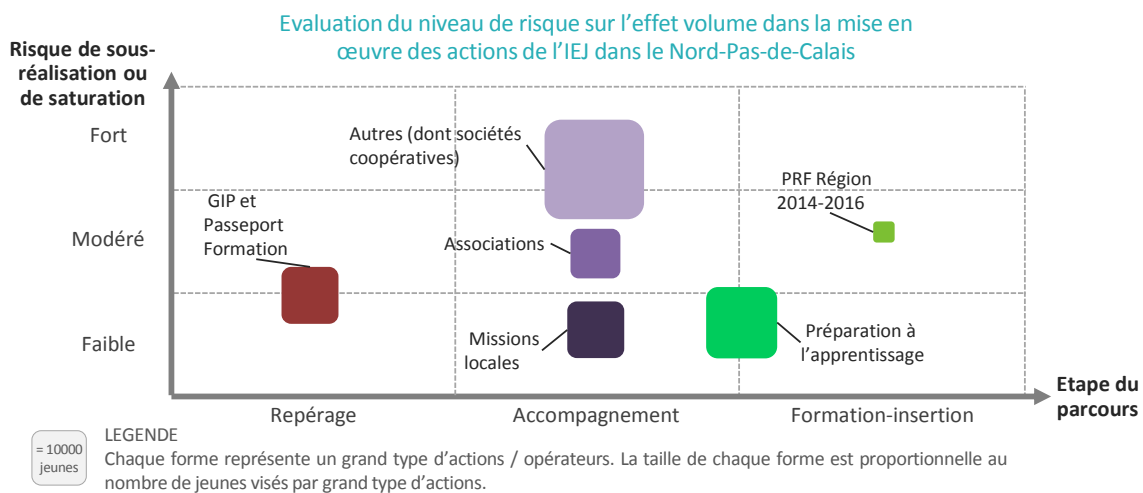 Evaluation du niveau de risque sur l’effet volume dans la mise en
œuvre des actions de l’IEJ dans le Nord-Pas-de-Calais
Risque de sous-
réalisation ou
de saturation
Fort
Modéré
Faible
Autres (dont sociétés
coopératives)
PRF Région
2014-2016
GIP et
Passeport
Formation
Associations
Missions
locales
Préparation à
l’apprentissage
Repérage
Accompagnement
Formation-insertion
Etape du
parcours
= 10000
jeunes
LEGENDE
Chaque forme représente un grand type d’actions / opérateurs. La taille de chaque forme est proportionnelle au
nombre de jeunes visés par grand type d’actions.